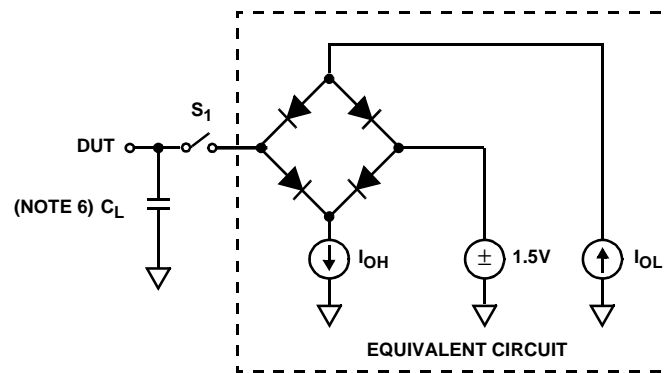 S1
DUT
(NOTE 6) CL
IOH
± 1.5V
IOL
EQUIVALENT CIRCUIT